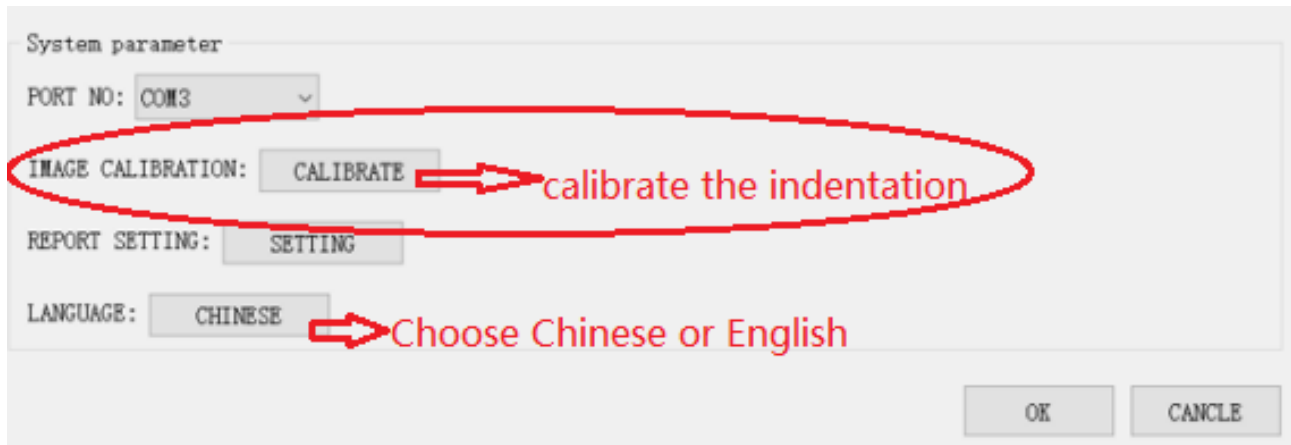 System parameter
PORT NO: COM3
IMAGE CALIBRATION: CALIBRATE calibrate the indentation
REPORT SETTING: SETTING
LANGUAGE: CHINESE Choose Chinese or English
OK CANCLE